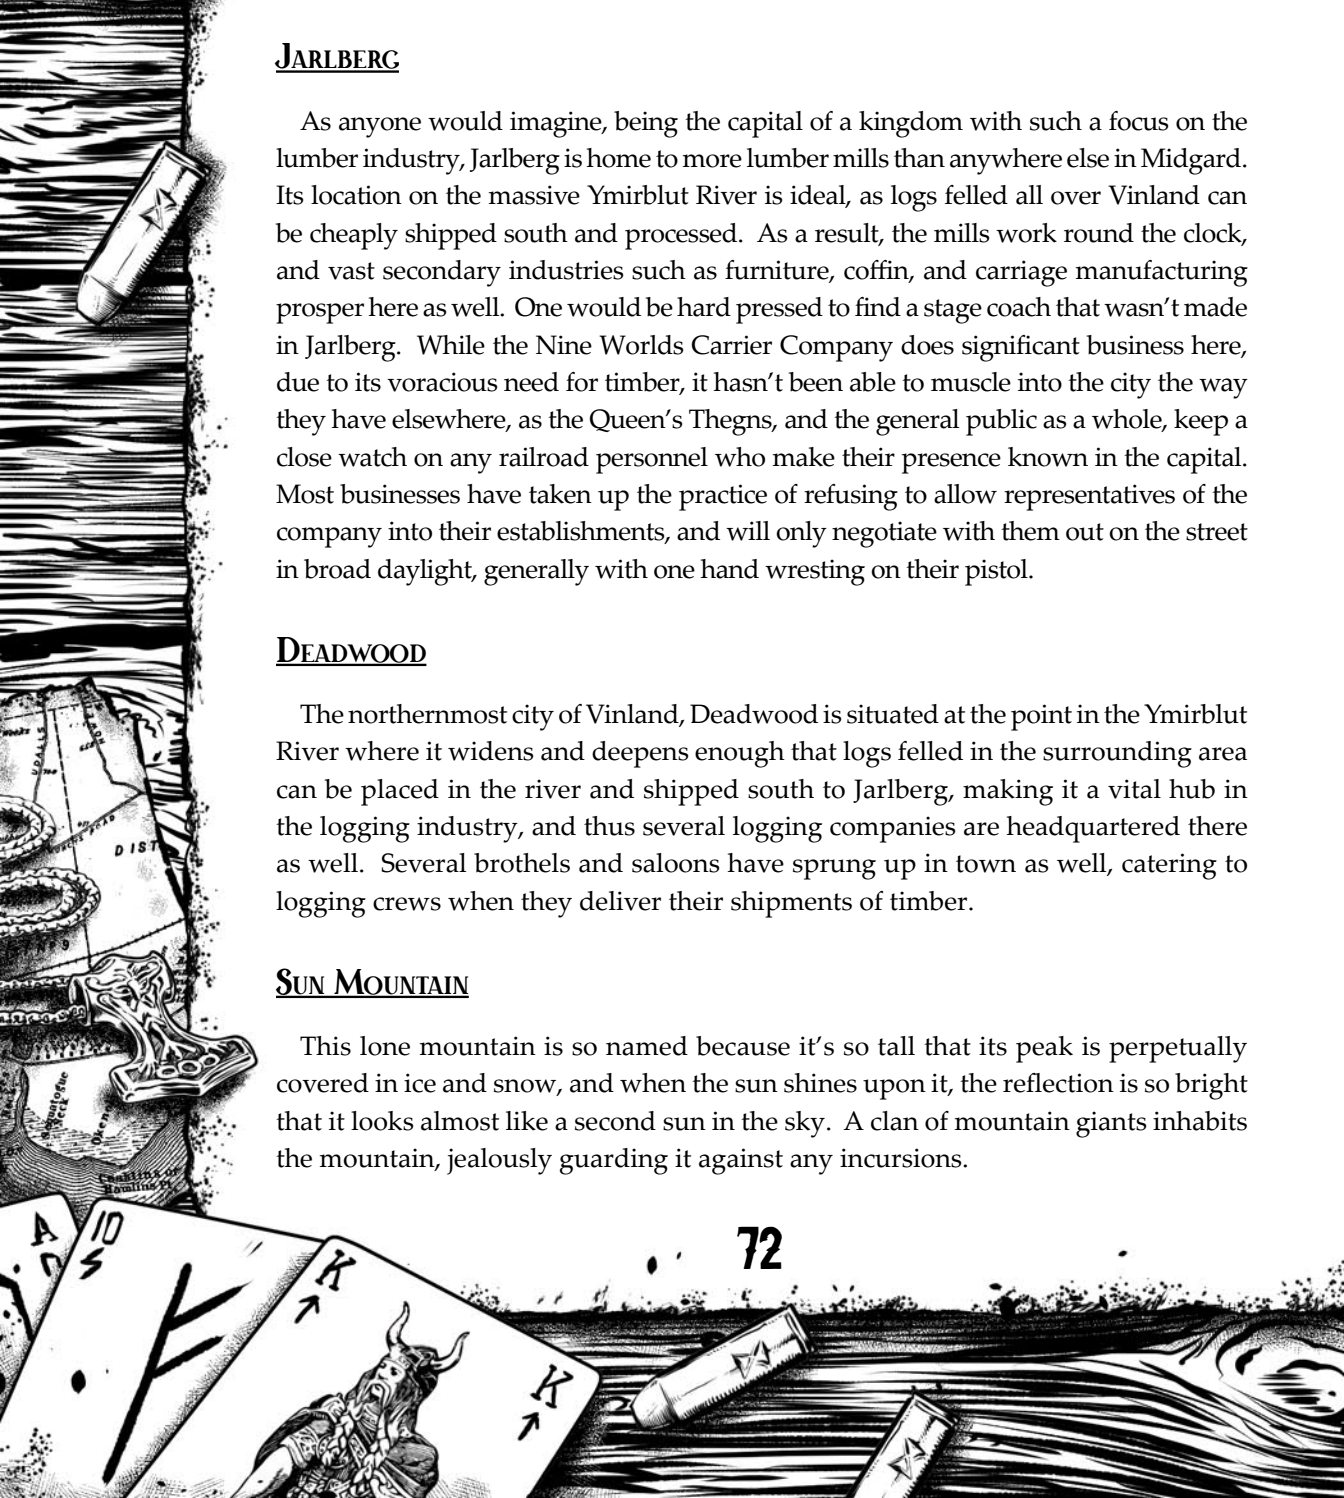 Jarlberg
As anyone would imagine, being the capital of a kingdom with such a focus on the
lumber industry, Jarlberg is home to more lumber mills than anywhere else in Midgard.
Its location on the massive Ymirblut River is ideal, as logs felled all over Vinland can
be cheaply shipped south and processed.  As a result, the mills work round the clock,
and vast secondary industries such as furniture, coffin, and carriage manufacturing
prosper here as well.  One would be hard pressed to find a stage coach that wasn't made
in Jarlberg.  While the Nine Worlds Carrier Company does significant business here,
due to its voracious need for timber, it hasn't been able to muscle into the city the way
they have elsewhere, as the Queen's Thegns, and the general public as a whole, keep a
close watch on any railroad personnel who make their presence known in the capital.
Most businesses have taken up the practice of refusing to allow representatives of the
company into their establishments, and will only negotiate with them out on the street
in broad daylight, generally with one hand wresting on their pistol.
Deadwood
The northernmost city of Vinland, Deadwood is situated at the point in the Ymirblut
River where it widens and deepens enough that logs felled in the surrounding area
can be placed in the river and shipped south to Jarlberg, making it a vital hub in
the logging industry, and thus several logging companies are headquartered there
as well.  Several brothels and saloons have sprung up in town as well, catering to
logging crews when they deliver their shipments of timber.
Sun Mountain
This lone mountain is so named because it's so tall that its peak is perpetually
covered in ice and snow, and when the sun shines upon it, the reflection is so bright
that it looks almost like a second sun in the sky.  A clan of mountain giants inhabits
the mountain, jealously guarding it against any incursions.
72
DIST
A
10
K
K